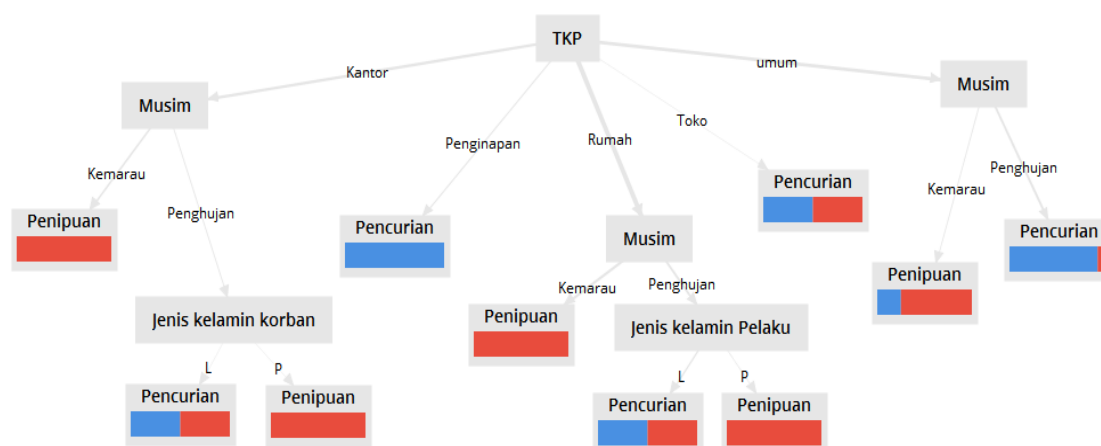 TKP
Kantor
umum
Musim
Musim
Penginapan
Rumah
Toko
Kemarau
Penghujan
Kemarau
Penghujan
Penipuan
Pencurian
Musim
Pencurian
Penipuan
Pencurian
Kemarau
Penghujan
Jenis kelamin korban
Penipuan
Jenis kelamin Pelaku
L
P
L
P
Pencurian
Penipuan
Pencurian
Penipuan